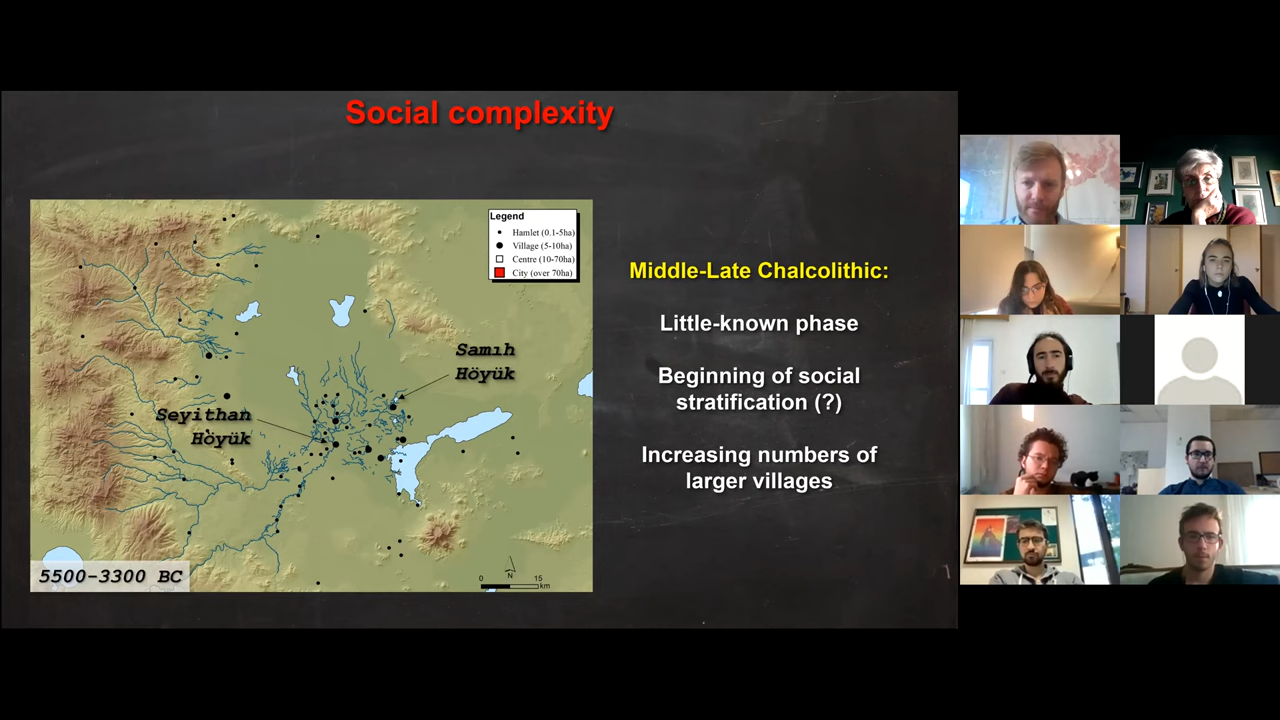 Social complexity
Legend
Hamlet (0.1-5ha)
Village (5-10ha)
Centre (10-70ha)
City (over 70ha)
Samıh
Höyük
Seyithan
Höyük
5500-3300 BC
N
0 15
km
Middle-Late Chalcolithic:
Little-known phase
Beginning of social
stratification (?)
Increasing numbers of
larger villages